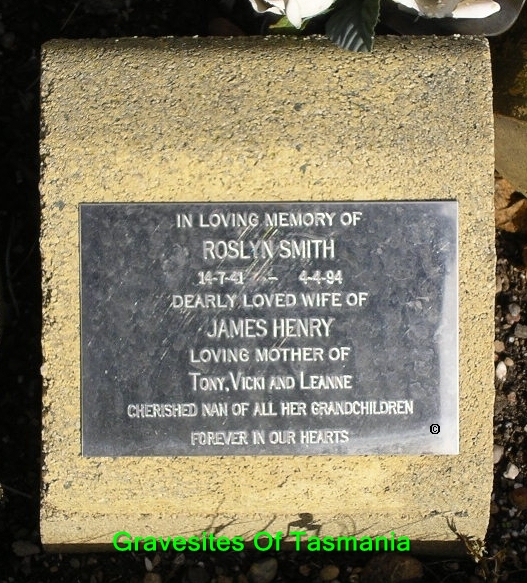 IN LOVING MEMORY OF
ROSLYN SMITH
14-7-41 - 4-4-94
DEARLY LOVED WIFE OF
JAMES HENRY
LOVING MOTHER OF
TONY, VICKI AND LEANNE
CHERISHED NAN OF ALL HER GRANDCHILDREN
FOREVER IN OUR HEARTS
©
Gravesites Of Tasmania